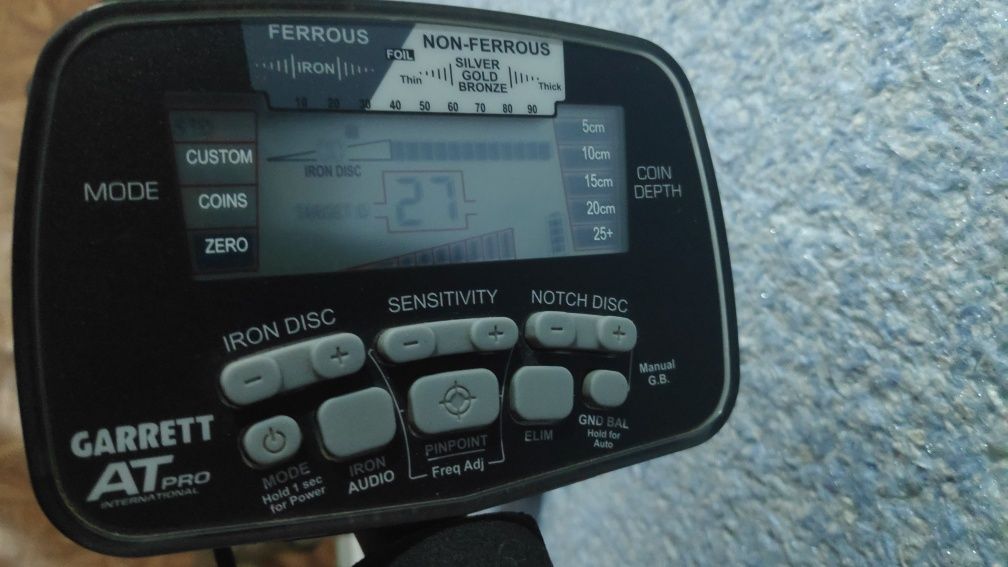 FERROUS
IRON
FOIL
NON-FERROUS
Thin
SILVER
GOLD
BRONZE
Thick
10 20 30 40 50 60 70 80 90
MODE
CUSTOM
COINS
ZERO
IRON DISC
27
5cm
10cm
15cm
20cm
25+
COIN
DEPTH
IRON DISC
- +
SENSITIVITY
- +
NOTCH DISC
- +
Manual
G.B.
MODE
Hold 1 sec
for Power
IRON
AUDIO
PINPOINT
Freq Adj
ELIM
GND BAL
Hold for
Auto
GARRETT
AT PRO
INTERNATIONAL